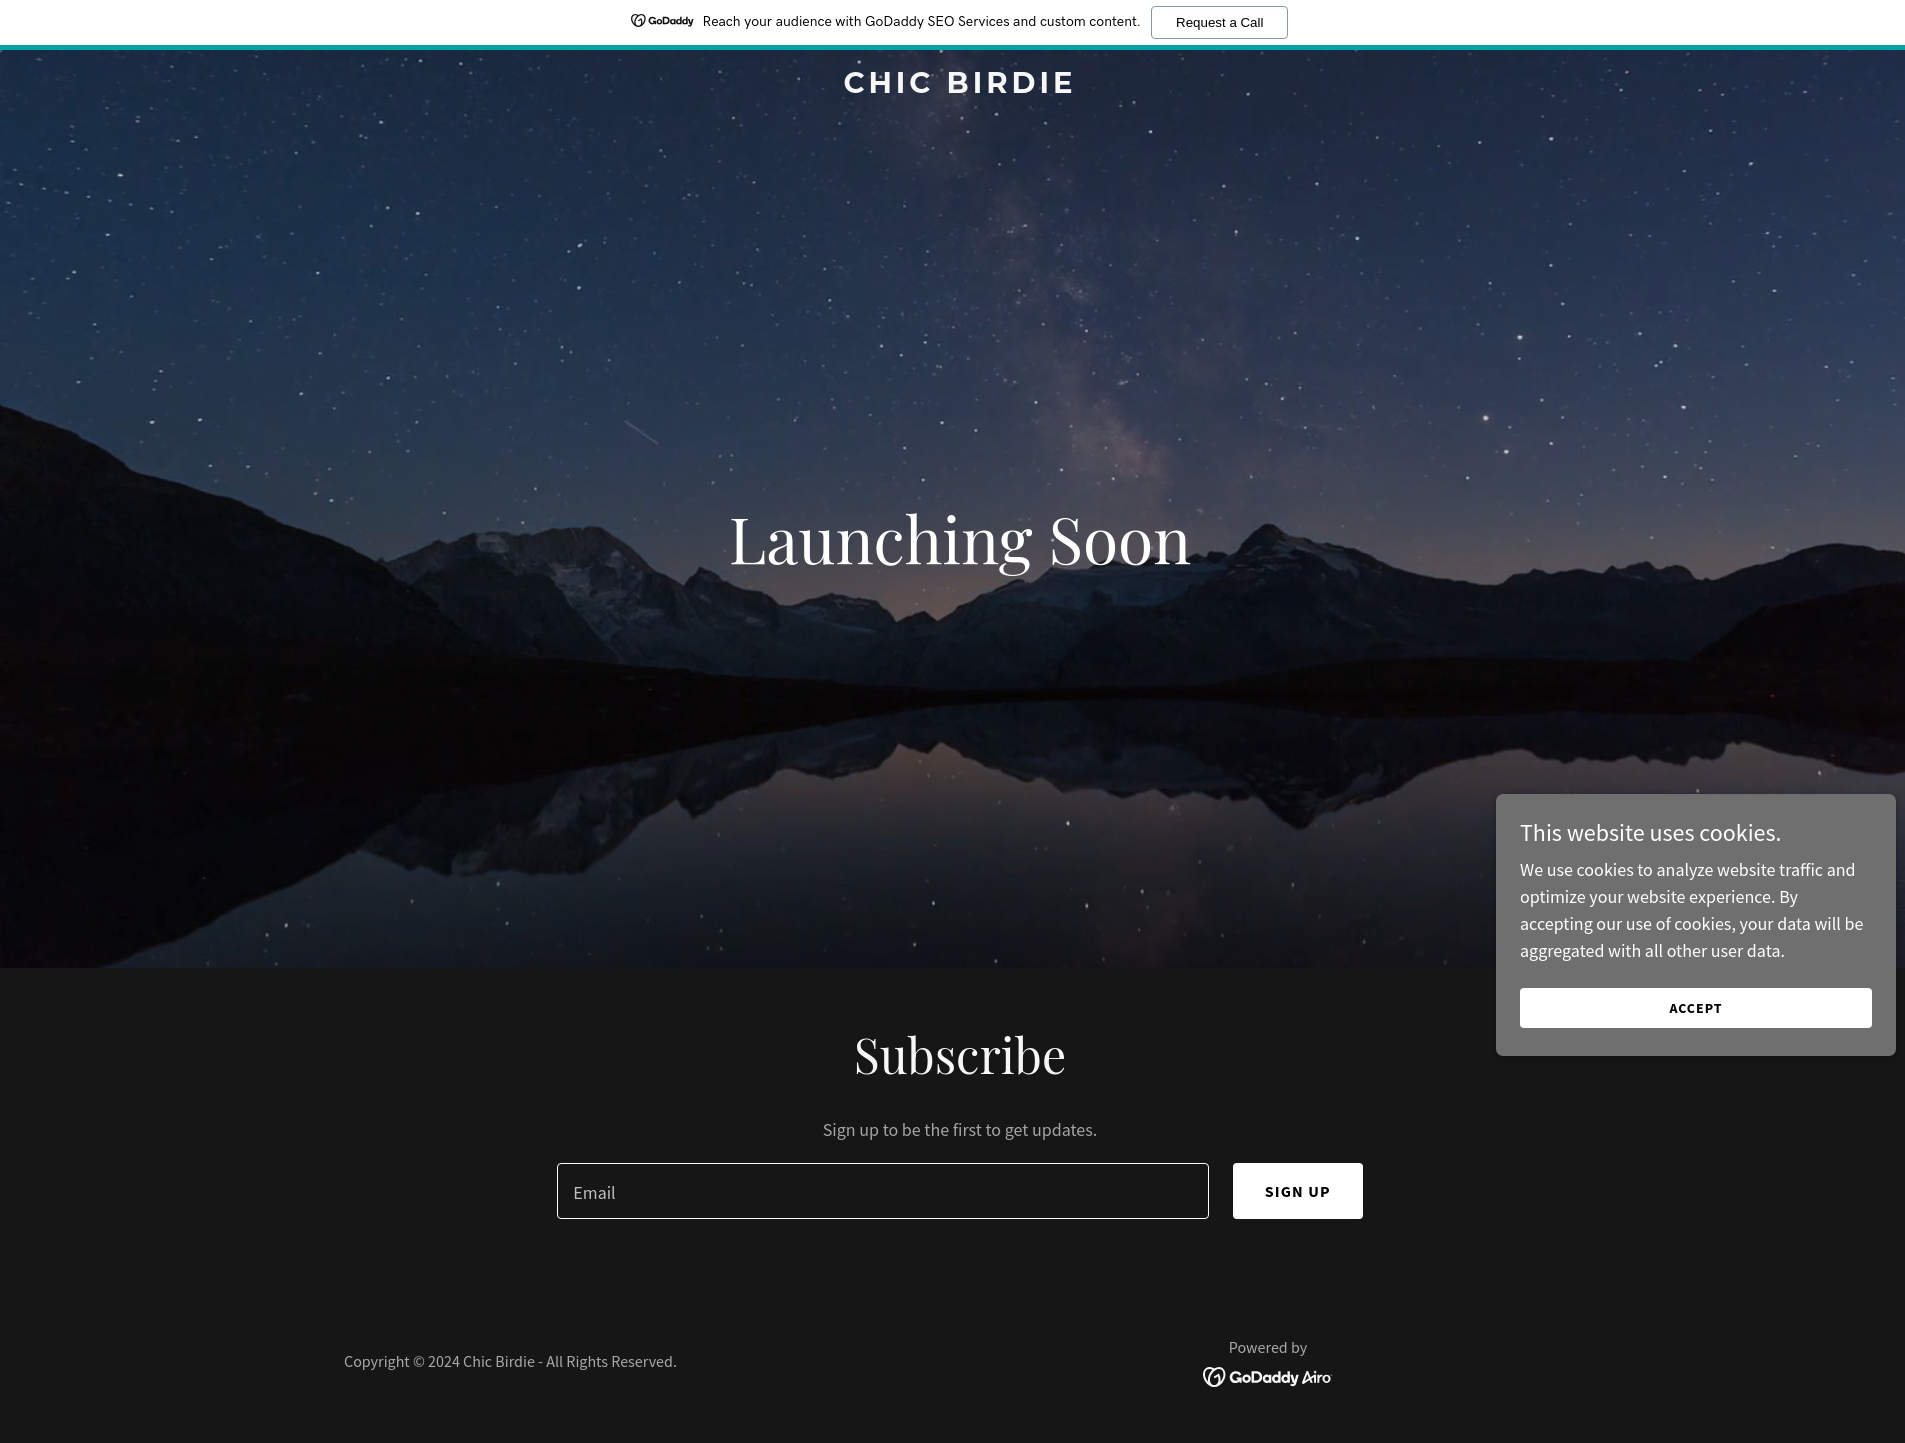 GoDaddy Reach your audience with GoDaddy SEO Services and custom content. Request a Call
CHIC BIRDIE
Launching Soon
This website uses cookies.
We use cookies to analyze website traffic and
optimize your website experience. By
accepting our use of cookies, your data will be
aggregated with all other user data.
ACCEPT
Subscribe
Sign up to be the first to get updates.
Email
SIGN UP
Copyright © 2024 Chic Birdie - All Rights Reserved.
Powered by
GoDaddy Airo